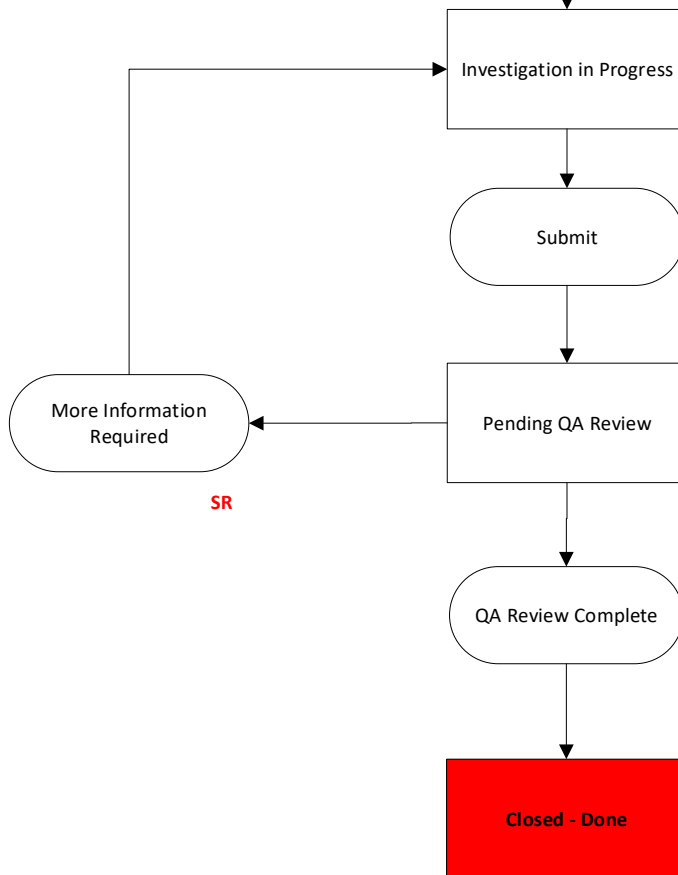 Investigation in Progress
Submit
More Information
Required
Pending QA Review
SR
QA Review Complete
Closed - Done